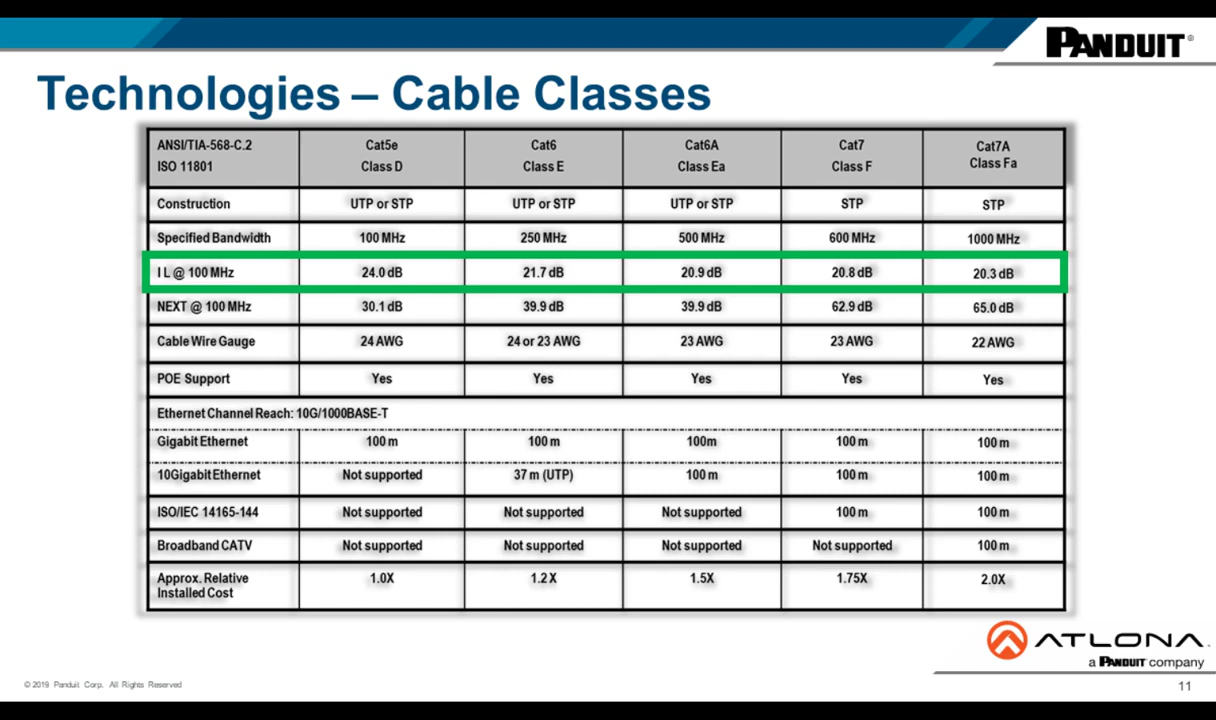 PANDUIT®
Technologies – Cable Classes
ANSI/TIA-568-C.2 ISO 11801 Cat5e Class D Cat6 Class E Cat6A Class Ea Cat7 Class F Cat7A Class Fa
Construction UTP or STP UTP or STP UTP or STP STP STP
Specified Bandwidth 100 MHz 250 MHz 500 MHz 600 MHz 1000 MHz
I L @ 100 MHz 24.0 dB 21.7 dB 20.9 dB 20.8 dB 20.3 dB
NEXT @ 100 MHz 30.1 dB 39.9 dB 39.9 dB 62.9 dB 65.0 dB
Cable Wire Gauge 24 AWG 24 or 23 AWG 23 AWG 23 AWG 22 AWG
POE Support Yes Yes Yes Yes Yes
Ethernet Channel Reach: 10G/1000BASE-T
Gigabit Ethernet 100 m 100 m 100m 100 m 100 m
10Gigabit Ethernet Not supported 37 m (UTP) 100 m 100 m 100 m
ISO/IEC 14165-144 Not supported Not supported Not supported 100 m 100 m
Broadband CATV Not supported Not supported Not supported Not supported 100 m
Approx. Relative Installed Cost 1.0X 1.2 X 1.5X 1.75X 2.0X
ATLONA.
a PANDUIT company
© 2019 Panduit Corp. All Rights Reserved
11